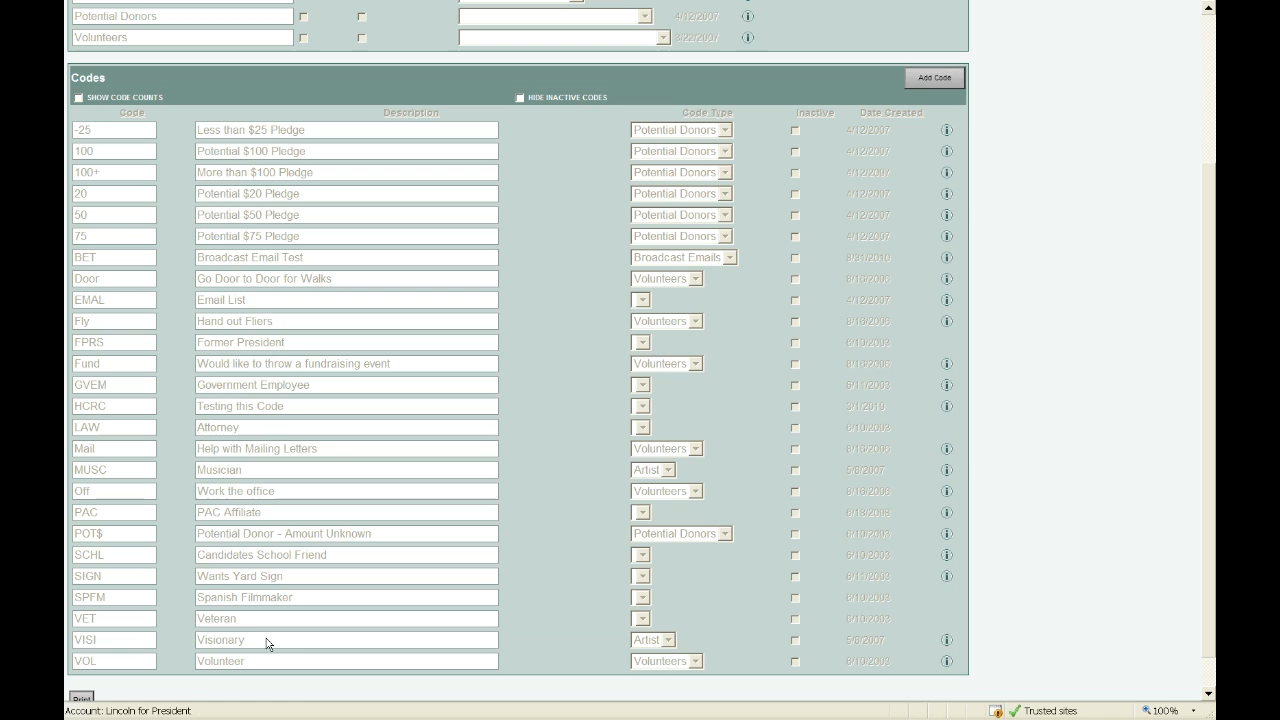 Potential Donors 4/12/2007
Volunteers
Codes Add Code
SHOW CODE COUNTS HIDE INACTIVE CODES
Code Description Code Type Inactive Date Created
-25 Less than $25 Pledge Potential Donors 4/12/2007
100 Potential $100 Pledge Potential Donors 4/12/2007
100+ More than $100 Pledge Potential Donors 4/12/2007
20 Potential $20 Pledge Potential Donors 4/12/2007
50 Potential $50 Pledge Potential Donors 4/12/2007
75 Potential $75 Pledge Potential Donors 4/12/2007
BET Broadcast Email Test Broadcast Emails
Door Go Door to Door for Walks Volunteers
EMAL Email List 4/12/2007
Fly Hand out Fliers Volunteers
FPRS Former President
Fund Would like to throw a fundraising event Volunteers
GVEM Government Employee
HCRC Testing this Code 3/1/2010
LAW Attorney
Mail Help with Mailing Letters Volunteers
MUSC Musician Artist 5/8/2007
Off Work the office Volunteers
PAC PAC Affiliate
POT$ Potential Donor - Amount Unknown Potential Donors
SCHL Candidates School Friend
SIGN Wants Yard Sign
SPFM Spanish Filmmaker
VET Veteran
VISI Visionary Artist 5/8/2007
VOL Volunteer Volunteers
Print
Account: Lincoln for President Trusted sites 100%